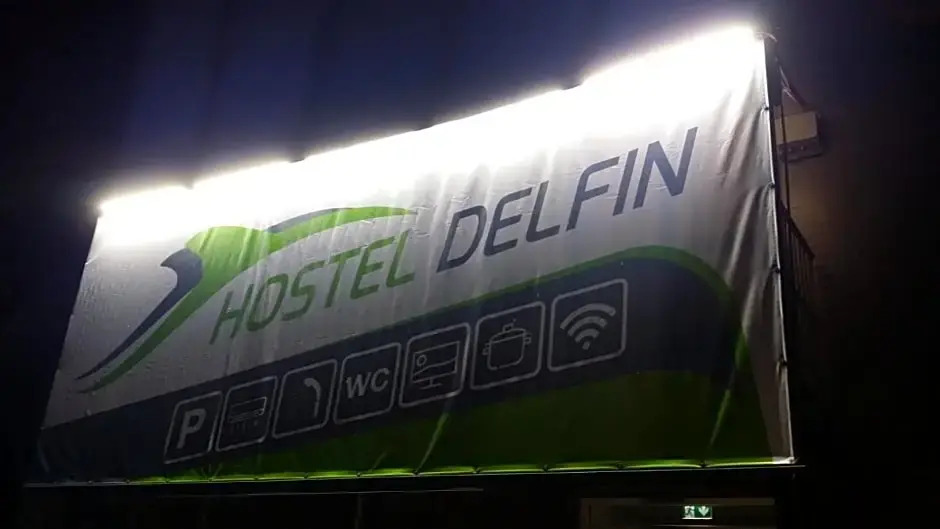 HOSTEL DELFIN
P WC